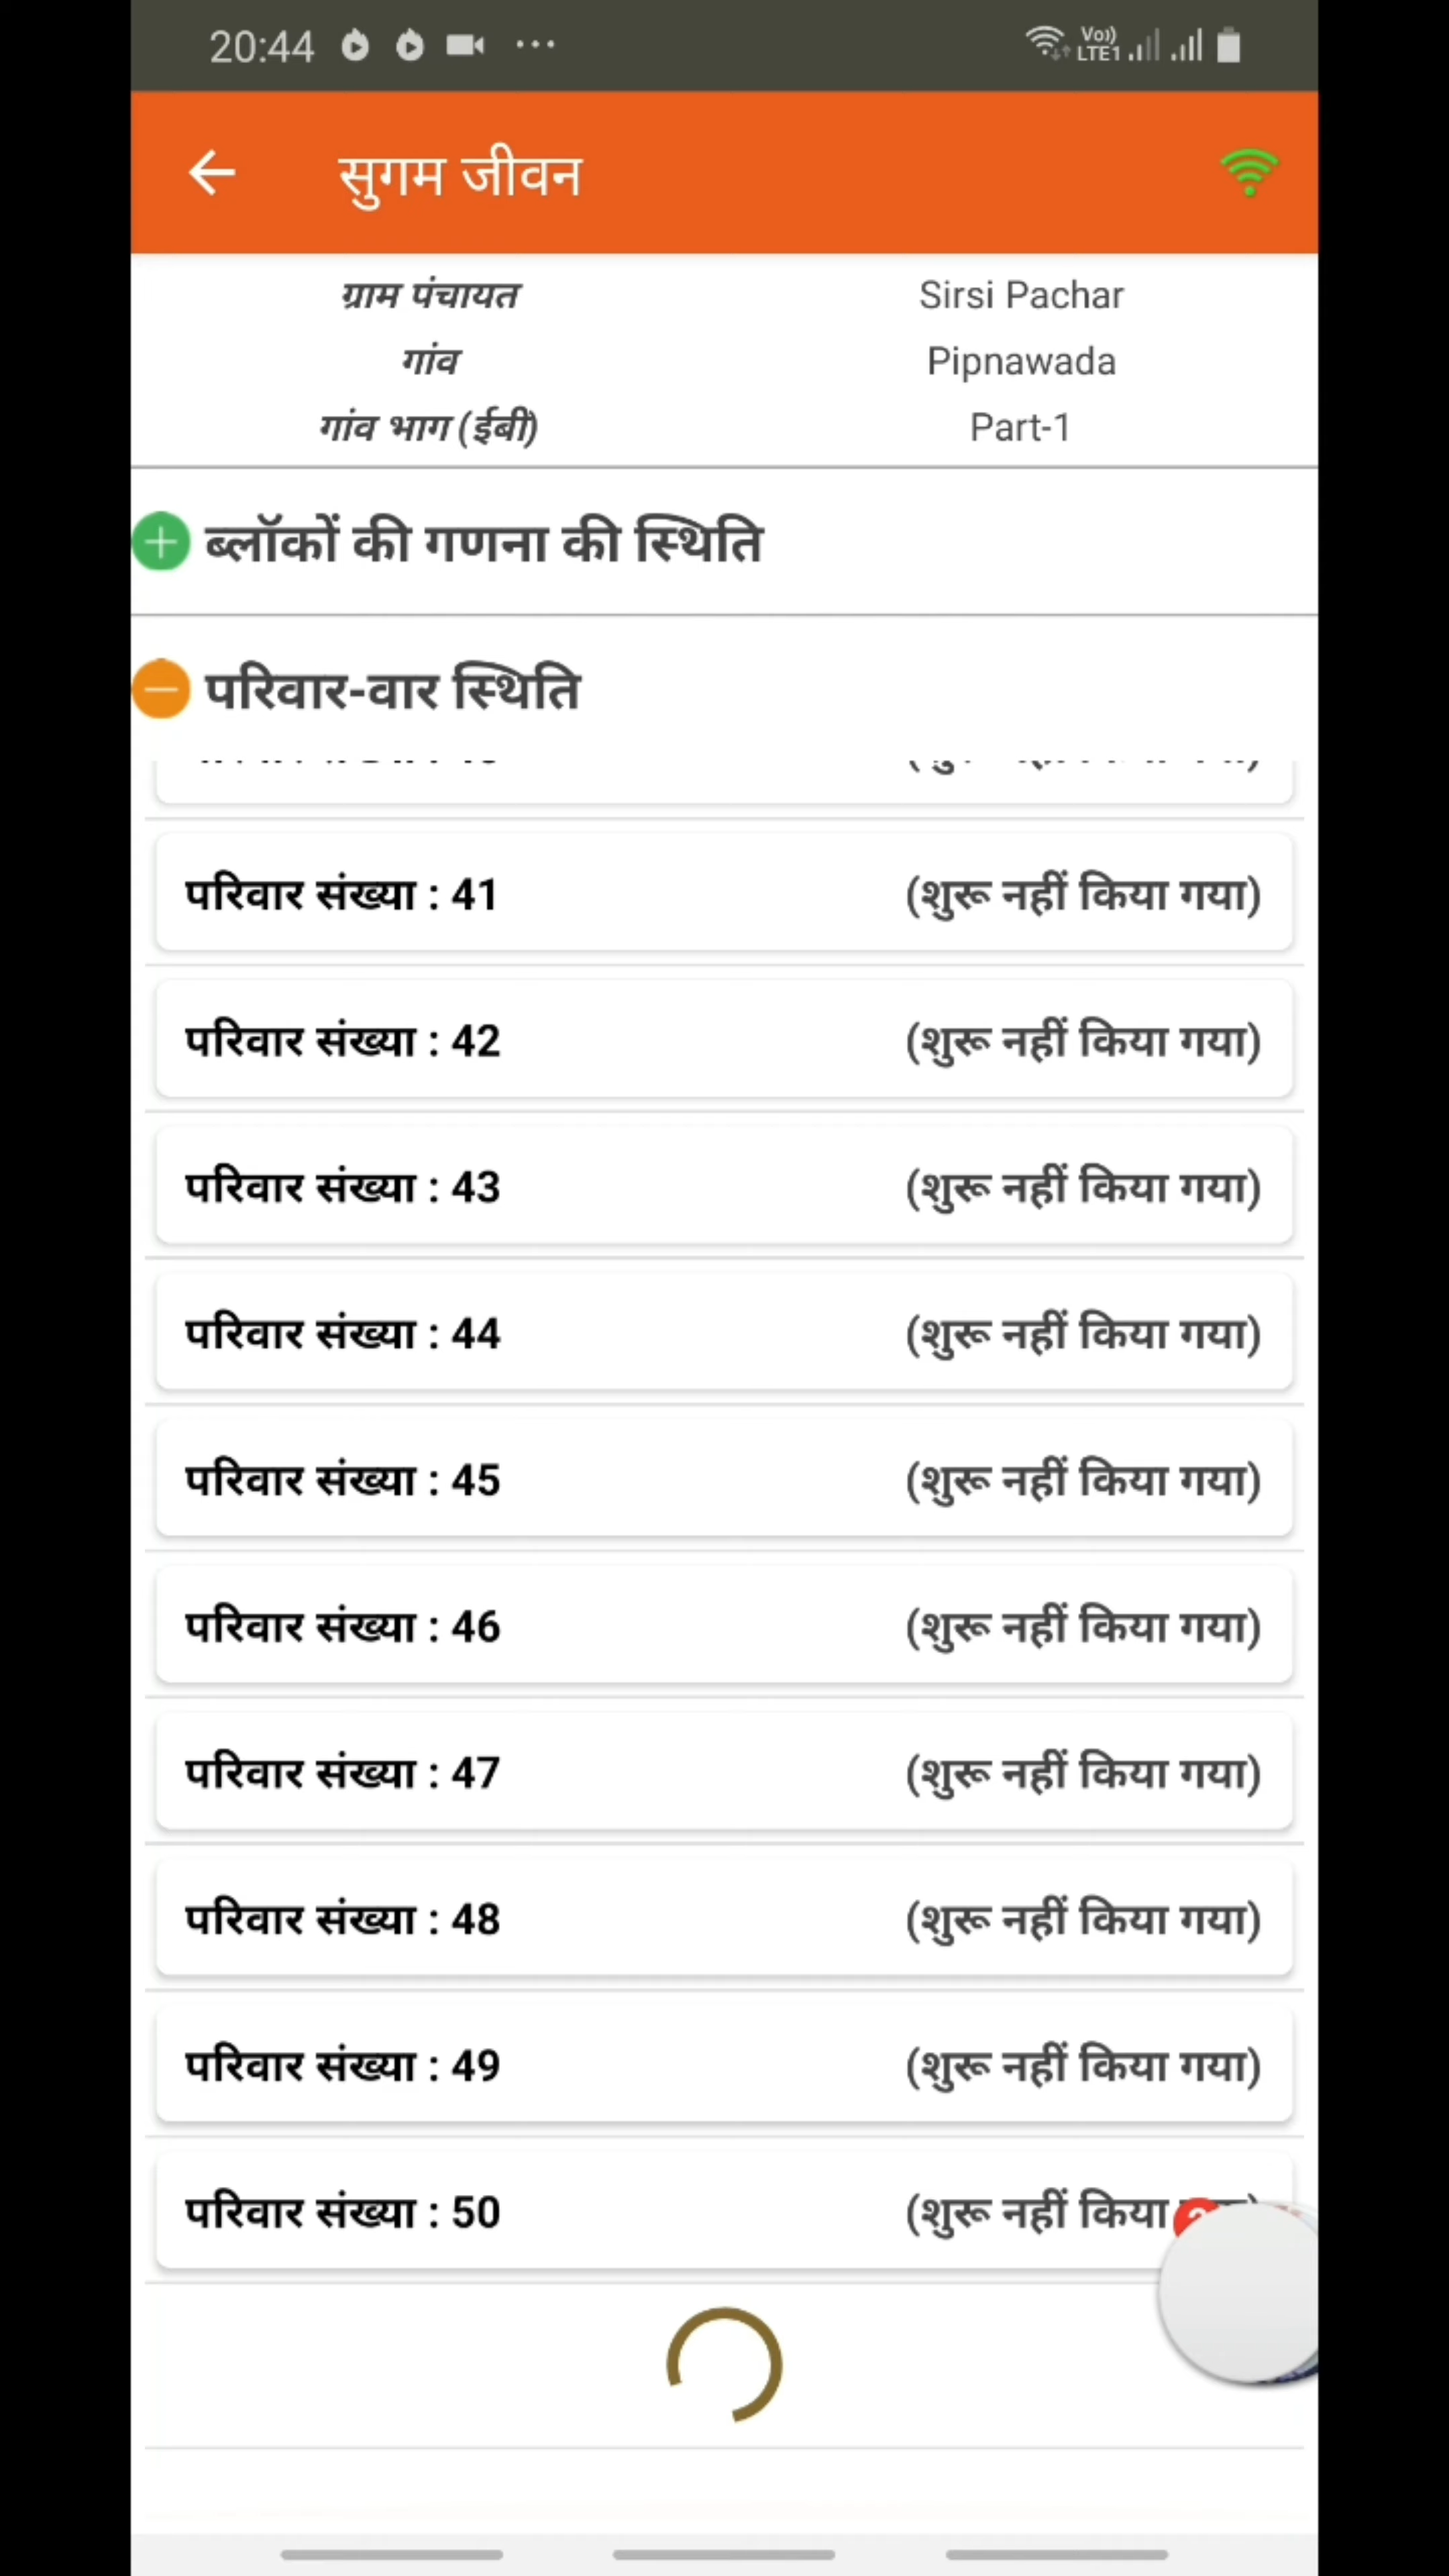 20:44
Vo))
LTE1
सुगम जीवन
ग्राम पंचायत Sirsi Pachar
गांव Pipnawada
गांव भाग (ईबी) Part-1
ब्लॉकों की गणना की स्थिति
परिवार-वार स्थिति
परिवार संख्या : 41 (शुरू नहीं किया गया)
परिवार संख्या : 42 (शुरू नहीं किया गया)
परिवार संख्या : 43 (शुरू नहीं किया गया)
परिवार संख्या : 44 (शुरू नहीं किया गया)
परिवार संख्या : 45 (शुरू नहीं किया गया)
परिवार संख्या : 46 (शुरू नहीं किया गया)
परिवार संख्या : 47 (शुरू नहीं किया गया)
परिवार संख्या : 48 (शुरू नहीं किया गया)
परिवार संख्या : 49 (शुरू नहीं किया गया)
परिवार संख्या : 50 (शुरू नहीं किया